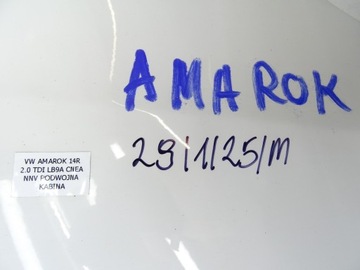 AMAROK
29/1/25/M
VW AMAROK 14R
2.0 TDI LB9A CNEA
NNV PODWOJNA
KABINA